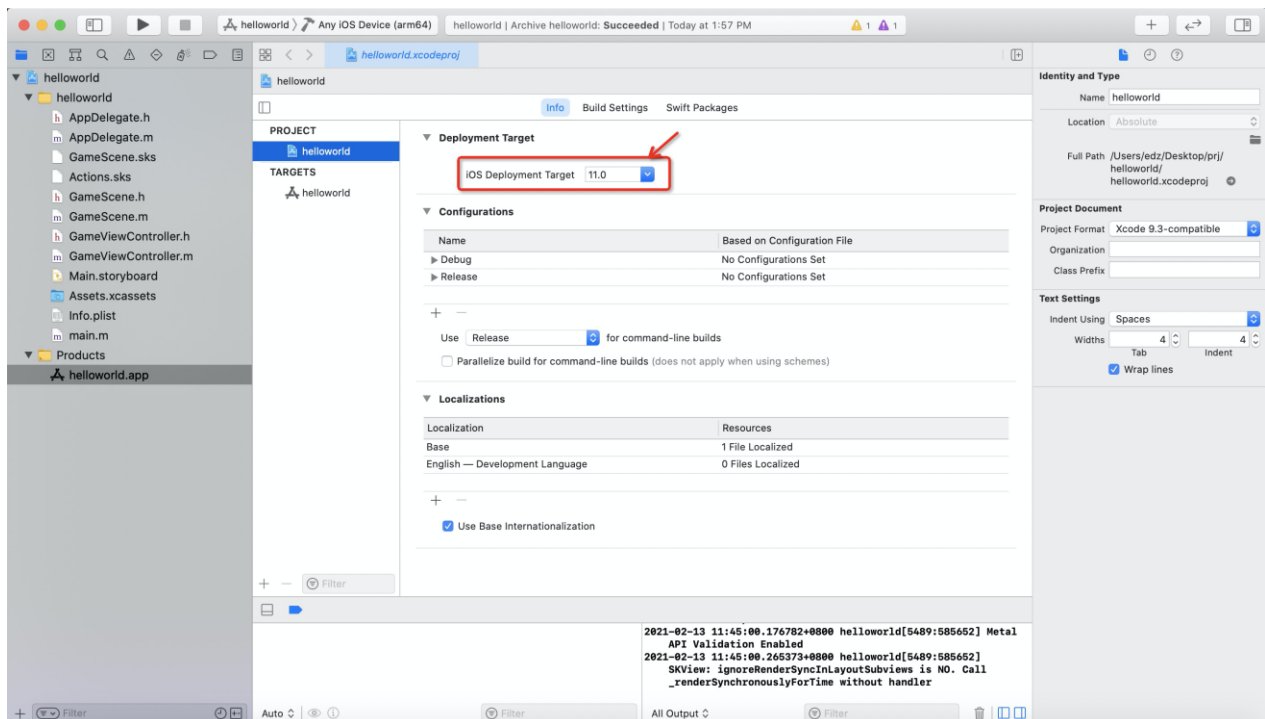 helloworld 〉 Any iOS Device (arm64)
helloworld | Archive helloworld: Succeeded | Today at 1:57 PM
1 1
helloworld
helloworld
AppDelegate.h
AppDelegate.m
GameScene.sks
Actions.sks
GameScene.h
GameScene.m
GameViewController.h
GameViewController.m
Main.storyboard
Assets.xcassets
Info.plist
main.m
Products
helloworld.app
Filter
helloworld.xcodeproj
helloworld
Info Build Settings Swift Packages
PROJECT
helloworld
TARGETS
helloworld
Filter
Deployment Target
iOS Deployment Target 11.0
Configurations
Name Based on Configuration File
Debug No Configurations Set
Release No Configurations Set
Use Release for command-line builds
Parallelize build for command-line builds (does not apply when using schemes)
Localizations
Localization Resources
Base 1 File Localized
English — Development Language 0 Files Localized
Use Base Internationalization
Auto
Filter
2021-02-13 11:45:00.176782+0800 helloworld[5489:585652] Metal
API Validation Enabled
2021-02-13 11:45:00.265373+0800 helloworld[5489:585652]
SKView: ignoreRenderSyncInLayoutSubviews is NO. Call
_renderSynchronouslyForTime without handler
All Output
Filter
Identity and Type
Name helloworld
Location Absolute
Full Path /Users/edz/Desktop/prj/
helloworld/
helloworld.xcodeproj
Project Document
Project Format Xcode 9.3-compatible
Organization
Class Prefix
Text Settings
Indent Using Spaces
Widths 4 4
Tab Indent
Wrap lines